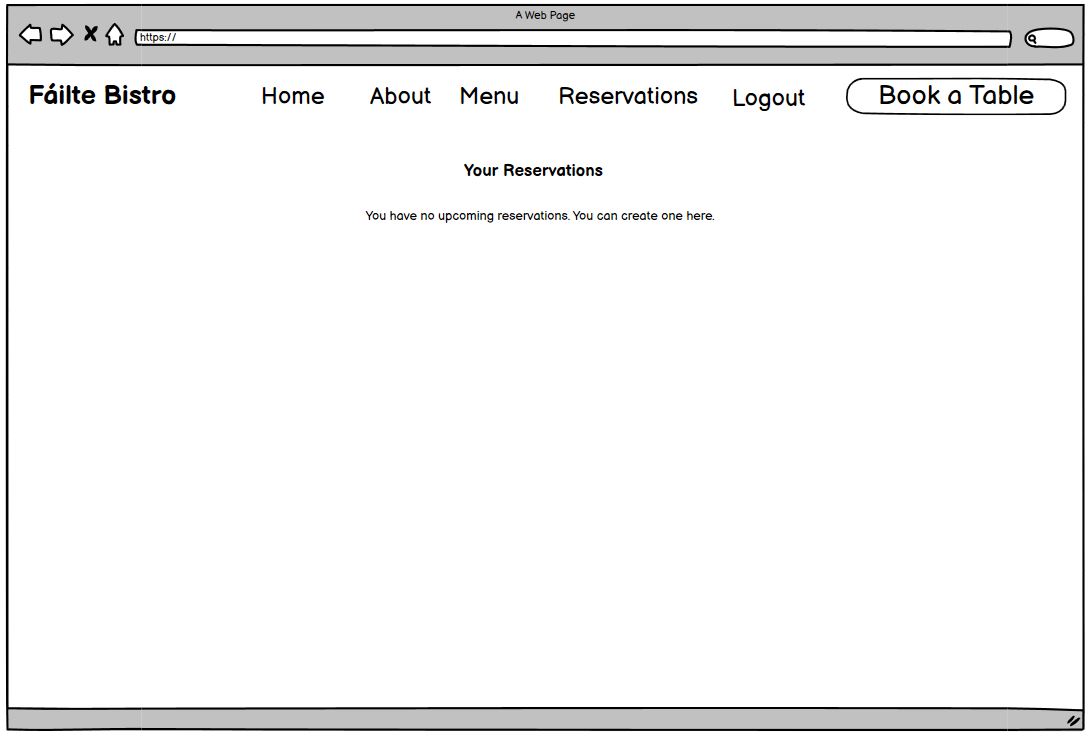 A Web Page
https://
Fáilte Bistro Home About Menu Reservations Logout Book a Table
Your Reservations
You have no upcoming reservations. You can create one here.